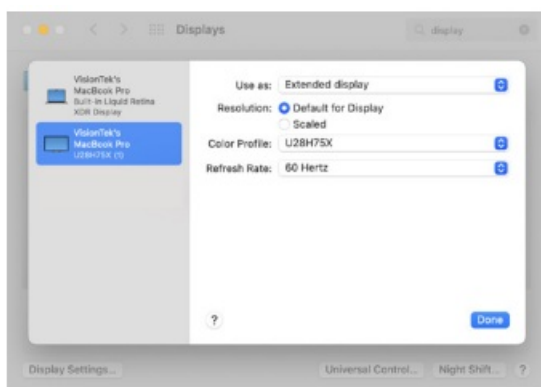 Displays
display
VisionTek's
MacBook Pro
Built-in Liquid Retina
XDR Display
VisionTek's
MacBook Pro
U28H75X (1)
Use as: Extended display
Resolution: Default for Display
Scaled
Color Profile: U28H75X
Refresh Rate: 60 Hertz
?
Done
Display Settings...
Universal Control...
Night Shift...
?